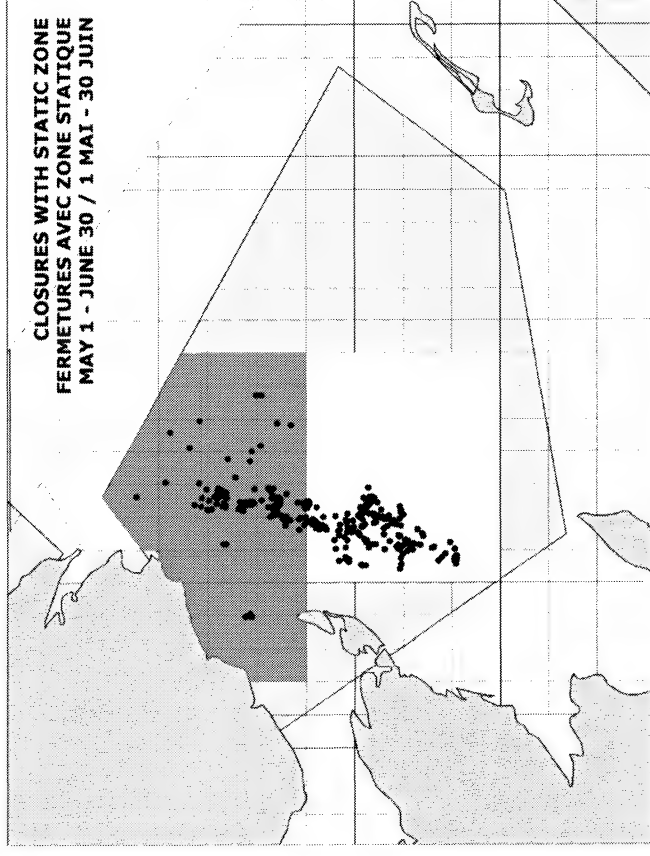 CLOSURES WITH STATIC ZONE
FERMETURES AVEC ZONE STATIQUE
MAY 1 - JUNE 30 / 1 MAI - 30 JUIN